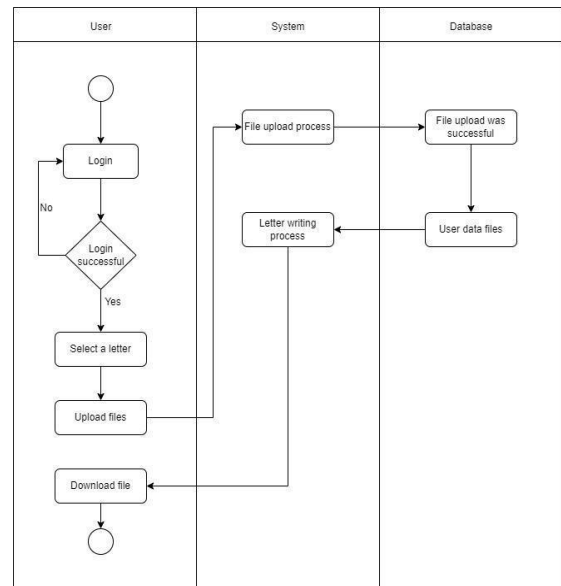 User
System
Database
File upload process
File upload was
successful
Login
No
Letter writing
process
User data files
Login
successful
Yes
Select a letter
Upload files
Download file